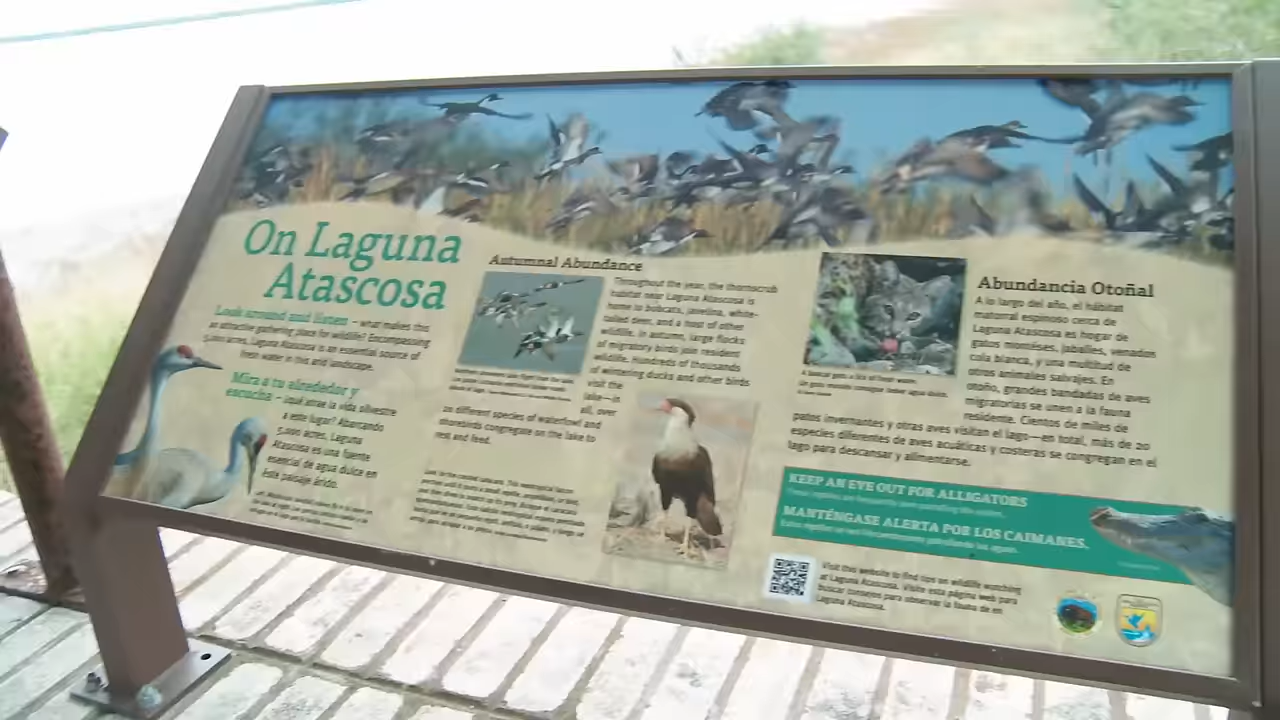 On Laguna
Atascosa
Look around and listen – what makes this
an attractive gathering place for wildlife? Encompassing
acres, Laguna Atascosa is an essential source of
fresh water in this arid landscape.
Mira a tu alrededor y
escucha – ¿qué atrae la vida silvestre
a este lugar? Abarcando
acres, Laguna
Atascosa es una fuente
esencial de agua dulce en
este paisaje árido.
Autumnal Abundance
Throughout the year, the thornscrub
habitat near Laguna Atascosa is
home to bobcats, javelina, white-
tailed deer, and a host of other
wildlife. In autumn, large flocks
of migratory birds join resident
wildlife. Hundreds of thousands
of wintering ducks and other birds
visit the
lake—in
all, over
20 different species of waterfowl and
shorebirds congregate on the lake to
rest and feed.
Abundancia Otoñal
A lo largo del año, el hábitat
matorral espinoso cerca de
Laguna Atascosa es hogar de
gatos monteses, jabalíes, venados
cola blanca, y una multitud de
otros animales salvajes. En
otoño, grandes bandadas de aves
migratorias se unen a la fauna
residente. Cientos de miles de
patos invernantes y otras aves visitan el lago—en total, más de 20
especies diferentes de aves acuáticas y costeras se congregan en el
lago para descansar y alimentarse.
KEEP AN EYE OUT FOR ALLIGATORS
MANTÉNGASE ALERTA POR LOS CAIMANES.
Visit this website to find tips on wildlife watching
at Laguna Atascosa. Visite esta página web para
buscar consejos para observar la fauna de en
Laguna Atascosa.